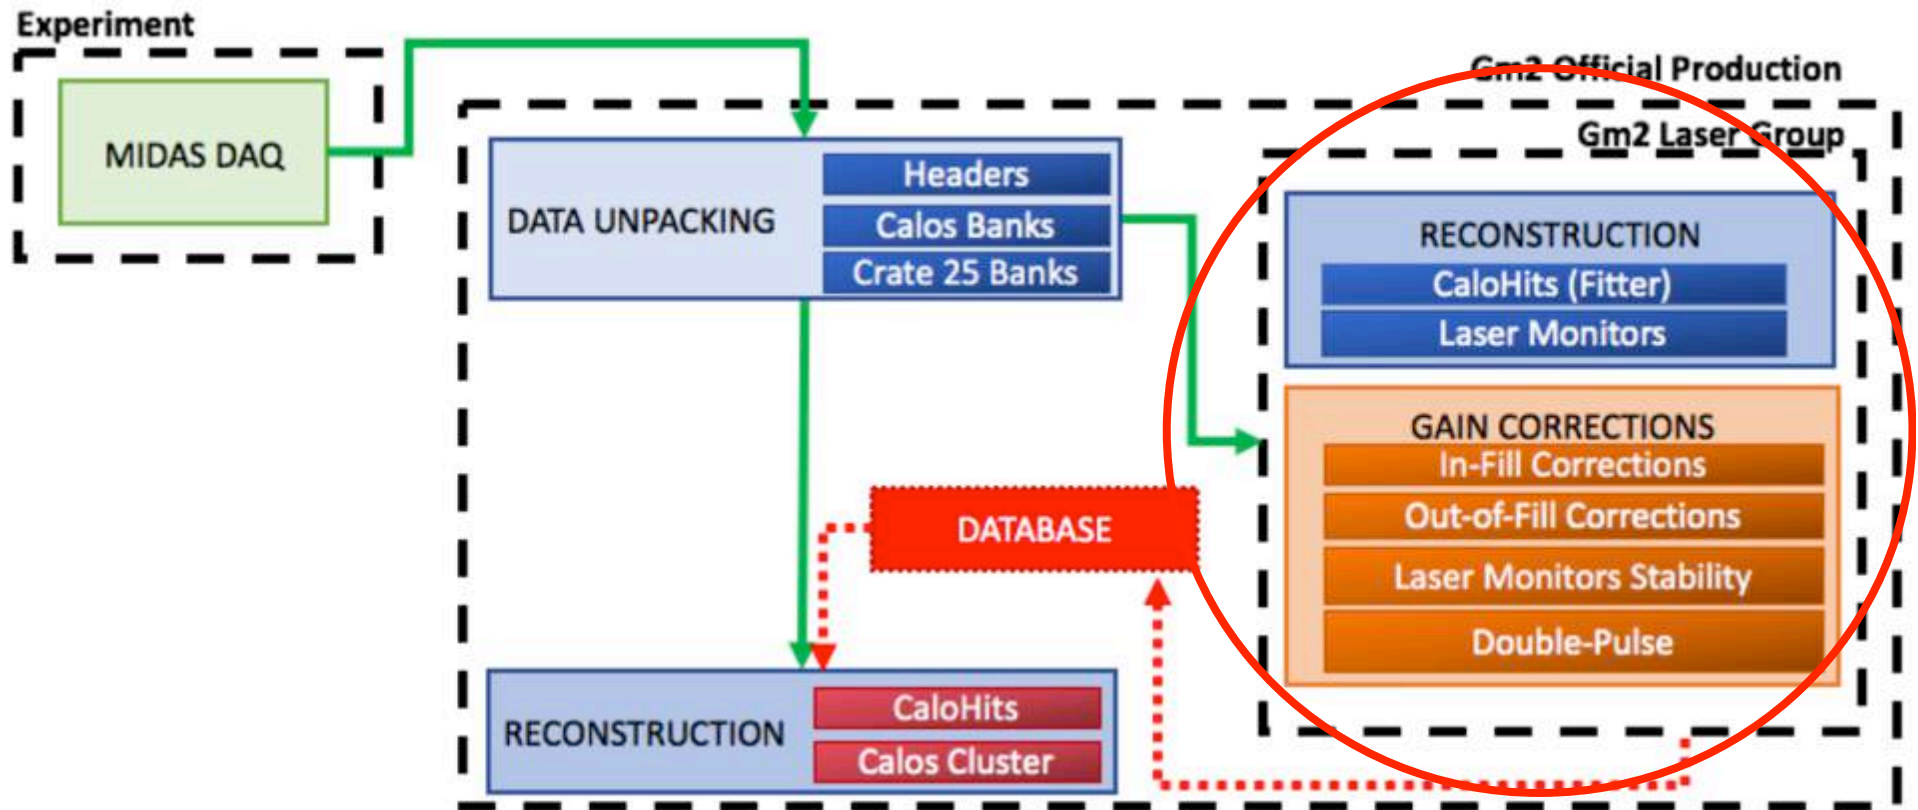 Experiment
MIDAS DAQ
Gm2 Official Production
Gm2 Laser Group
DATA UNPACKING
Headers
Calos Banks
Crate 25 Banks
RECONSTRUCTION
CaloHits (Fitter)
Laser Monitors
GAIN CORRECTIONS
In-Fill Corrections
Out-of-Fill Corrections
Laser Monitors Stability
Double-Pulse
DATABASE
RECONSTRUCTION
CaloHits
Calos Cluster